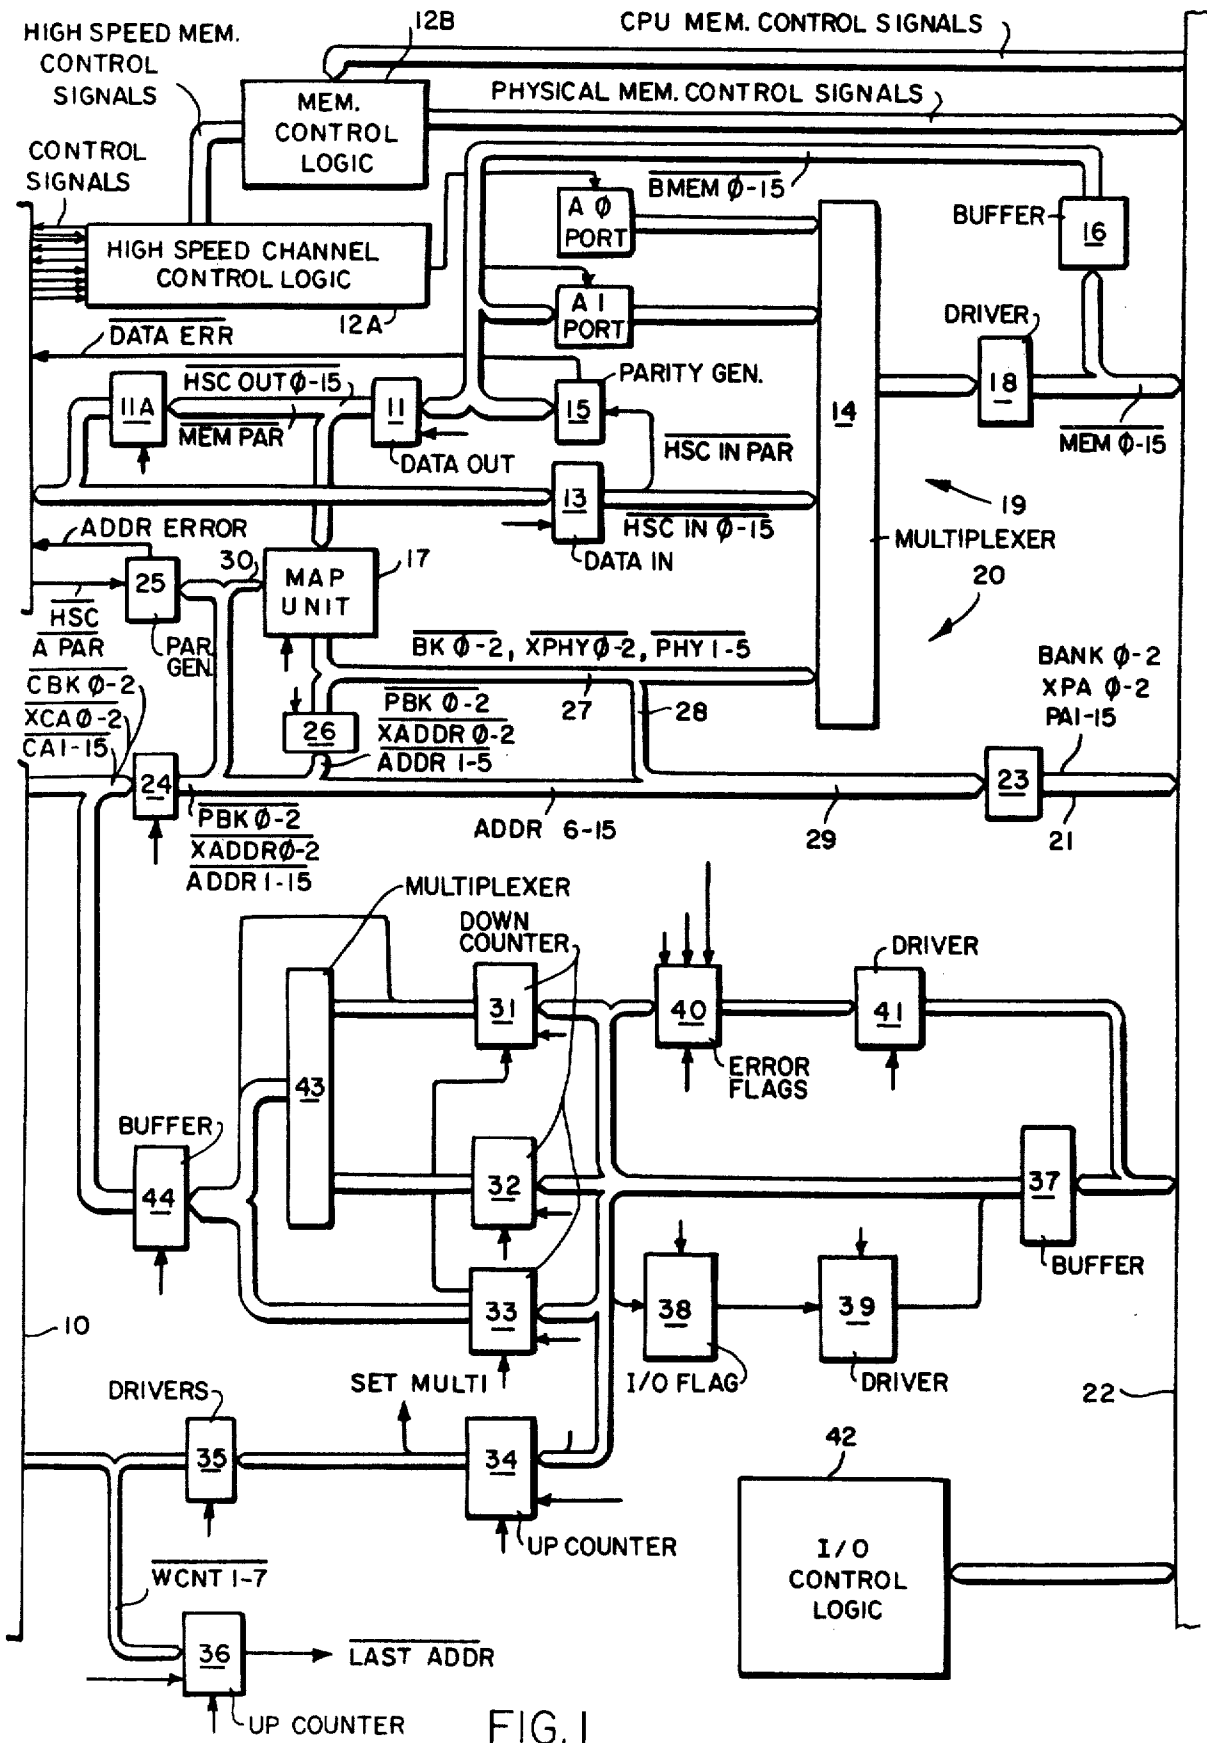 CPU MEM. CONTROL SIGNALS
12B
HIGH SPEED MEM.
CONTROL
SIGNALS
MEM.
CONTROL
LOGIC
PHYSICAL MEM. CONTROL SIGNALS
CONTROL
SIGNALS
BMEM Ø-15
A Ø
PORT
BUFFER
16
HIGH SPEED CHANNEL
CONTROL LOGIC
12A
A I
PORT
DATA ERR
DRIVER
18
HSC OUT Ø-15
PARITY GEN.
11A
11
15
14
MEM PAR
MEM Ø-15
DATA OUT
HSC IN PAR
13
19
HSC IN Ø-15
ADDR ERROR
DATA IN
MULTIPLEXER
30
17
MAP
UNIT
25
20
HSC
A PAR
PAR.
GEN.
BK Ø-2, XPHY Ø-2, PHY 1-5
BANK Ø-2
XPA Ø-2
PA1-15
CBK Ø-2
XCA Ø-2
CA1-15
PBK Ø-2
XADDR Ø-2
ADDR 1-5
27
28
26
24
23
PBK Ø-2
XADDRØ-2
ADDR 1-15
ADDR 6-15
29
21
MULTIPLEXER
DOWN
COUNTER
DRIVER
31
40
41
ERROR
FLAGS
43
BUFFER
44
32
37
BUFFER
33
38
39
10
I/O FLAG
DRIVER
SET MULTI
22
DRIVERS
35
34
42
UP COUNTER
I/O
CONTROL
LOGIC
WCNT 1-7
36
LAST ADDR
UP COUNTER
FIG. 1